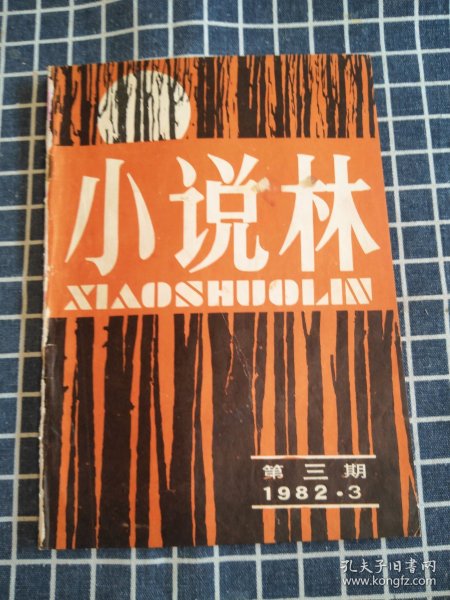 小说林
XIAOSHUOLIN
第三期
1982·3
孔夫子旧书网
www.kongfz.com